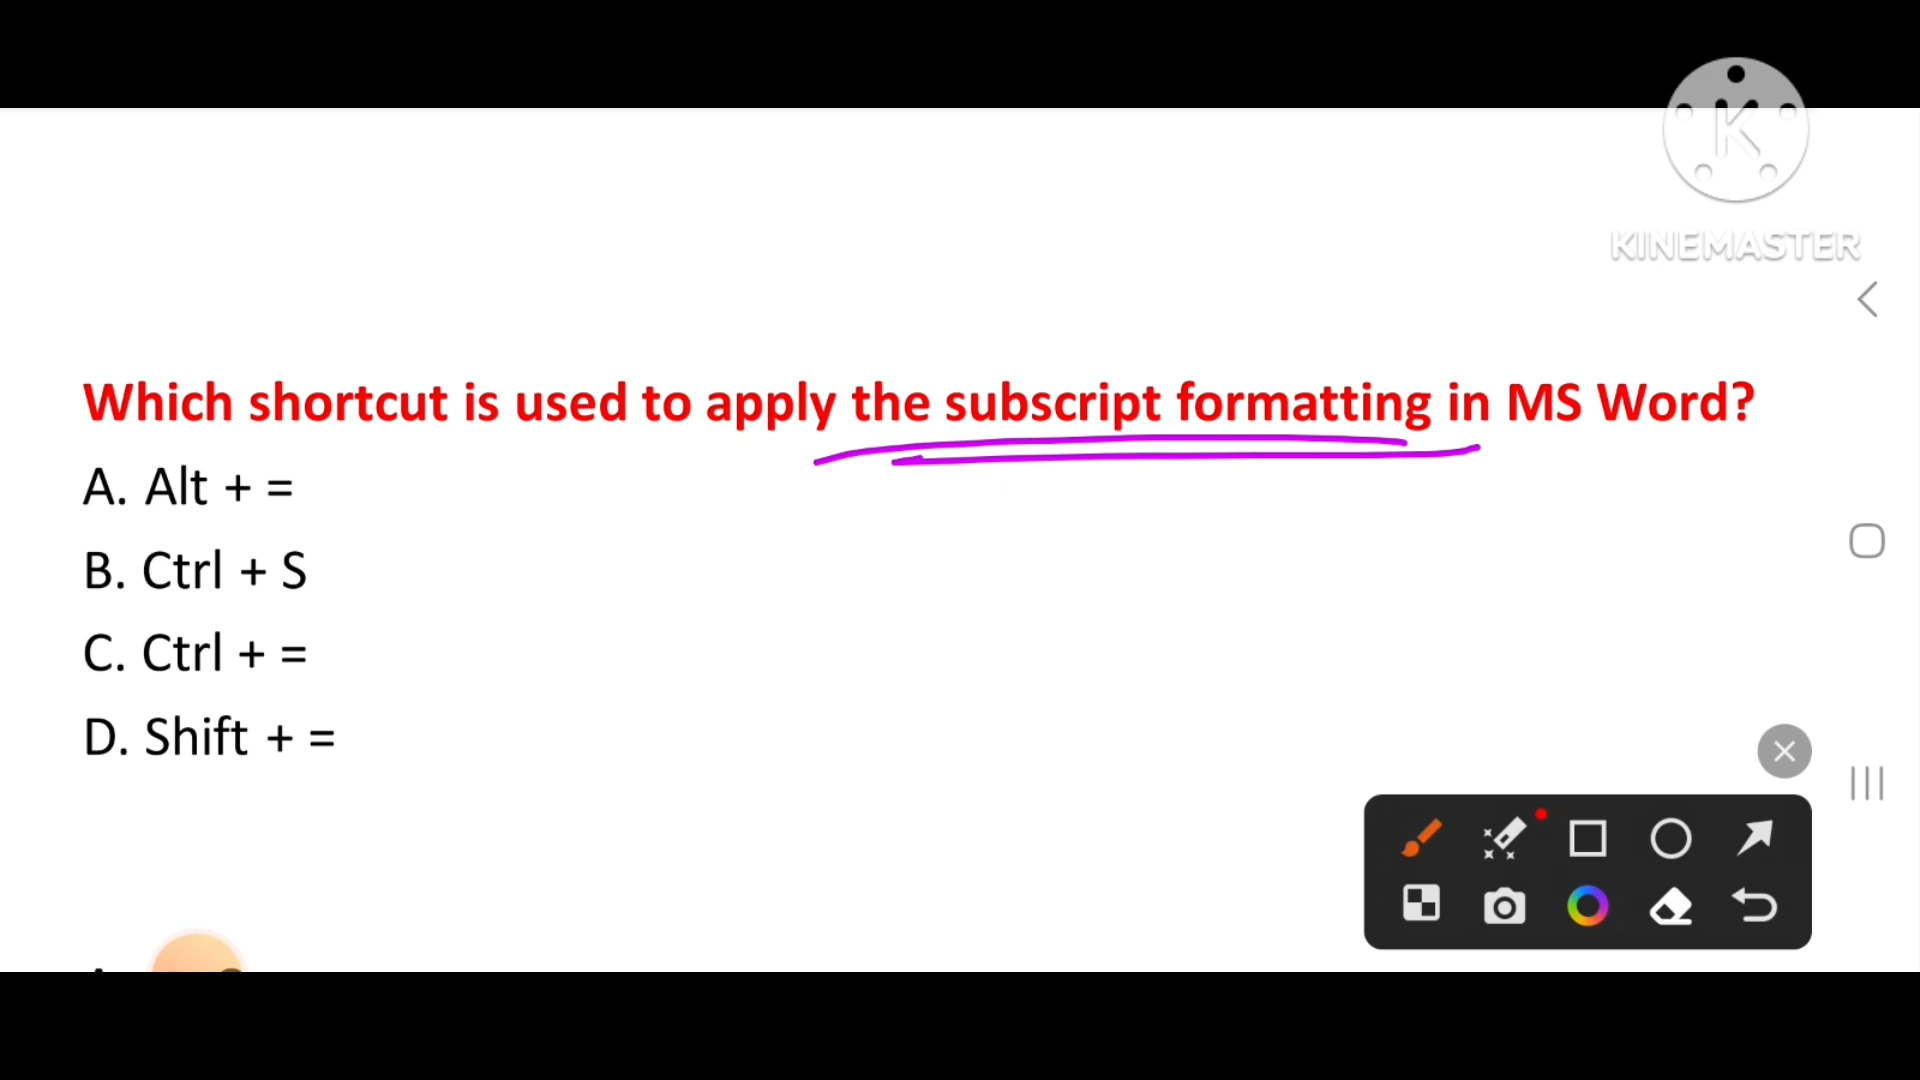 K
KINEMASTER
Which shortcut is used to apply the subscript formatting in MS Word?
A. Alt + =
B. Ctrl + S
C. Ctrl + =
D. Shift + =